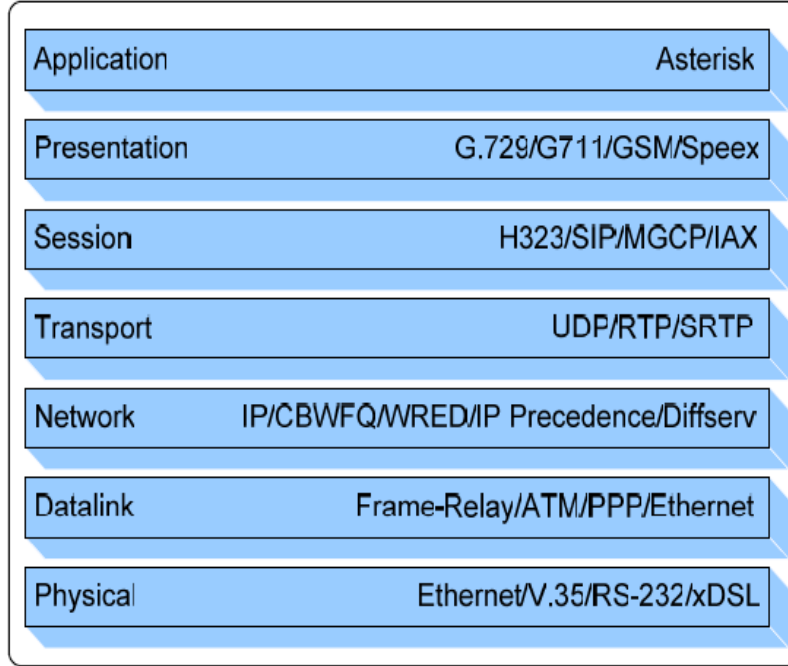 Application Asterisk
Presentation G.729/G711/GSM/Speex
Session H323/SIP/MGCP/IAX
Transport UDP/RTP/SRTP
Network IP/CBWFQ/WRED/IP Precedence/Diffserv
Datalink Frame-Relay/ATM/PPP/Ethernet
Physical Ethernet/V.35/RS-232/xDSL